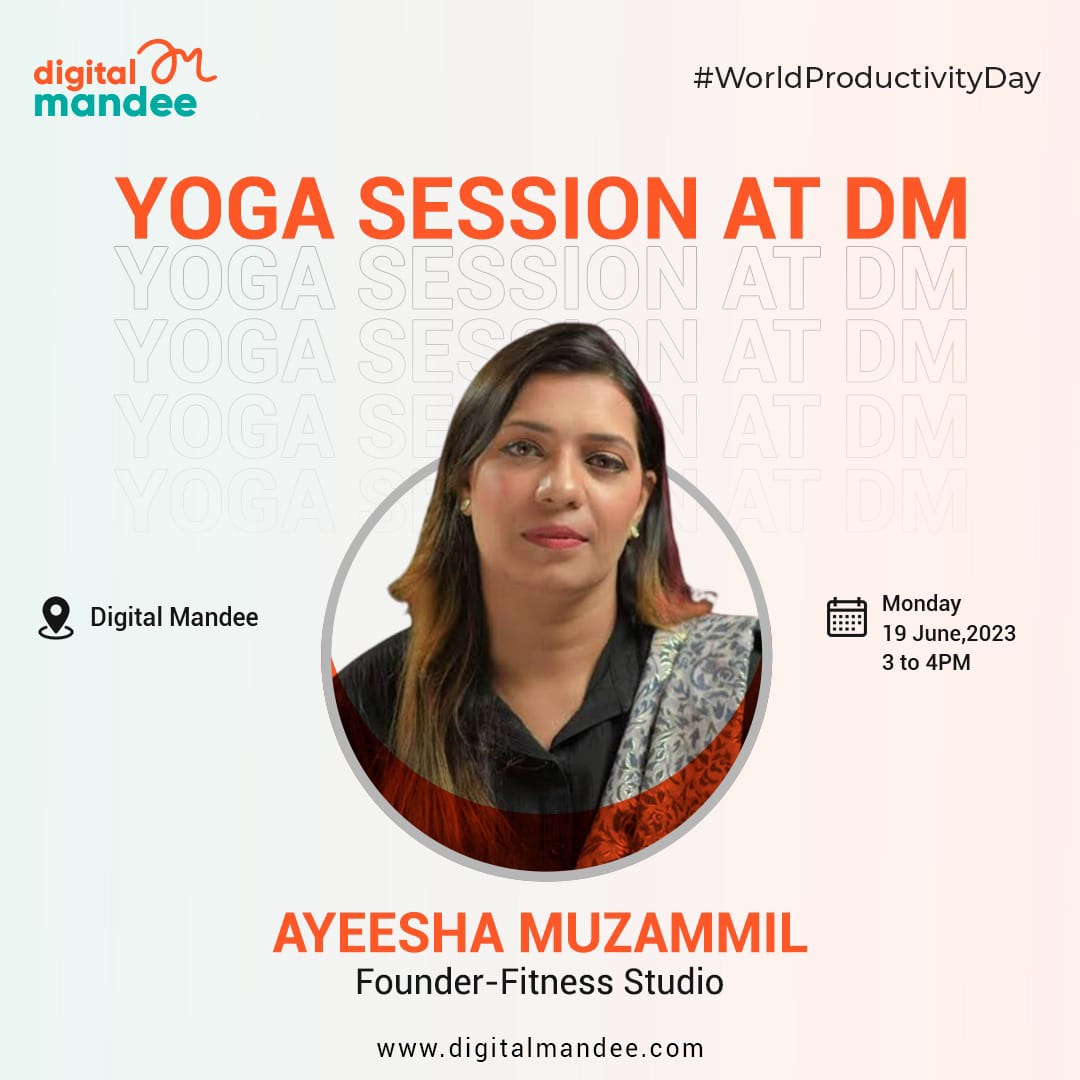 digital
mandee
#WorldProductivityDay
YOGA SESSION AT DM
YOGA SESSION AT DM
YOGA SESSION AT DM
YOGA SESSION AT DM
YOGA SESSION AT DM
Digital Mandee
Monday
19 June,2023
3 to 4PM
AYEESHA MUZAMMIL
Founder-Fitness Studio
www.digitalmandee.com